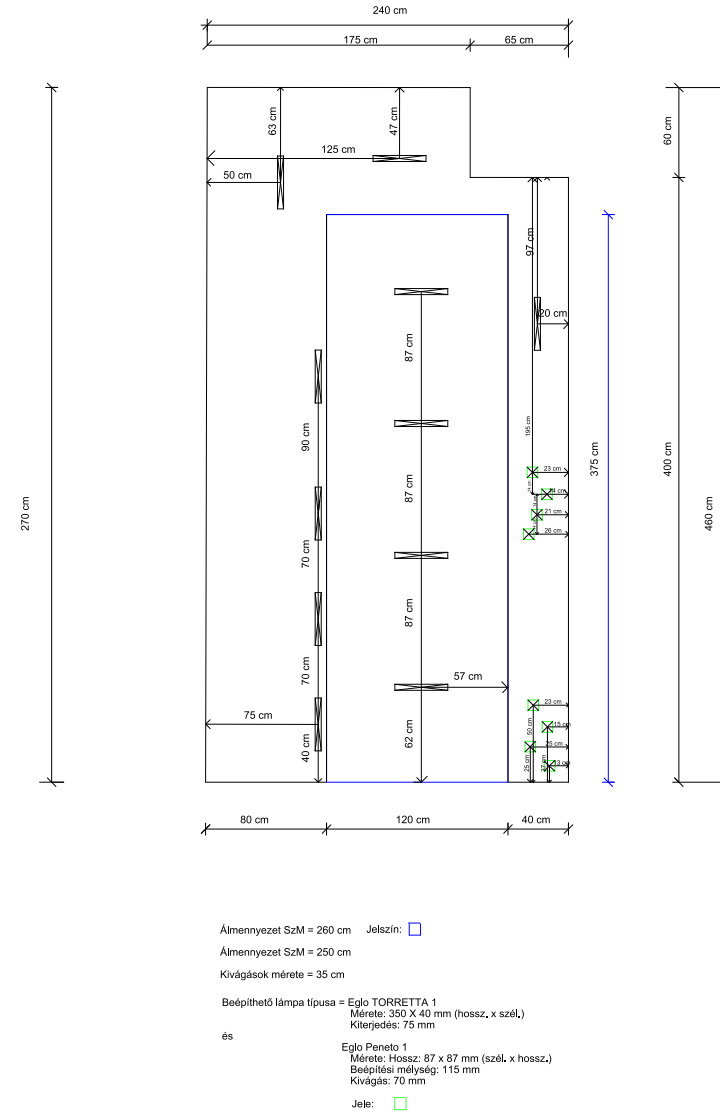 240 cm
175 cm
65 cm
63 cm
47 cm
60 cm
125 cm
50 cm
97 cm
20 cm
87 cm
90 cm
195 cm
375 cm
400 cm
23 cm
270 cm
87 cm
21 cm
460 cm
26 cm
70 cm
87 cm
70 cm
57 cm
23 cm
75 cm
50 cm
15 cm
62 cm
40 cm
25 cm
25 cm
13 cm
80 cm
120 cm
40 cm
Álmennyezet SzM = 260 cm Jelszín:
Álmennyezet SzM = 250 cm
Kivágások mérete = 35 cm
Beépíthető lámpa típusa = Eglo TORRETTA 1
Mérete: 350 X 40 mm (hossz. x szél.)
Kiterjedés: 75 mm
és
Eglo Peneto 1
Mérete: Hossz: 87 x 87 mm (szél. x hossz.)
Beépítési mélység: 115 mm
Kivágás: 70 mm
Jele: